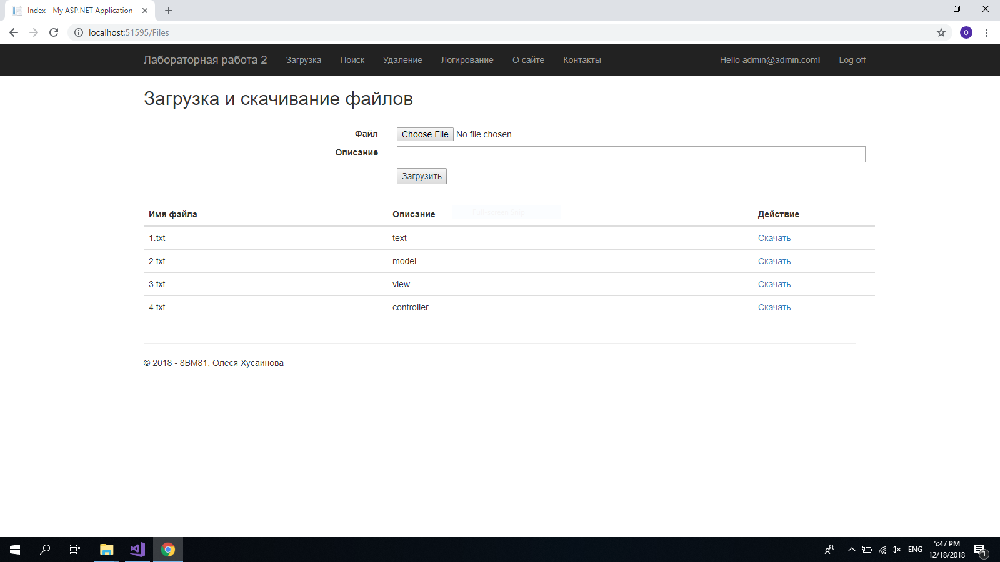 Index - My ASP.NET Application
localhost:51595/Files
O
Лабораторная работа 2 Загрузка Поиск Удаление Логирование О сайте Контакты Hello admin@admin.com! Log off
Загрузка и скачивание файлов
Файл Choose File No file chosen
Описание
Загрузить
Имя файла Описание Действие
1.txt text Скачать
2.txt model Скачать
3.txt view Скачать
4.txt controller Скачать
© 2018 - 8ВМ81, Олеся Хусаинова
ENG 5:47 PM
12/18/2018
1